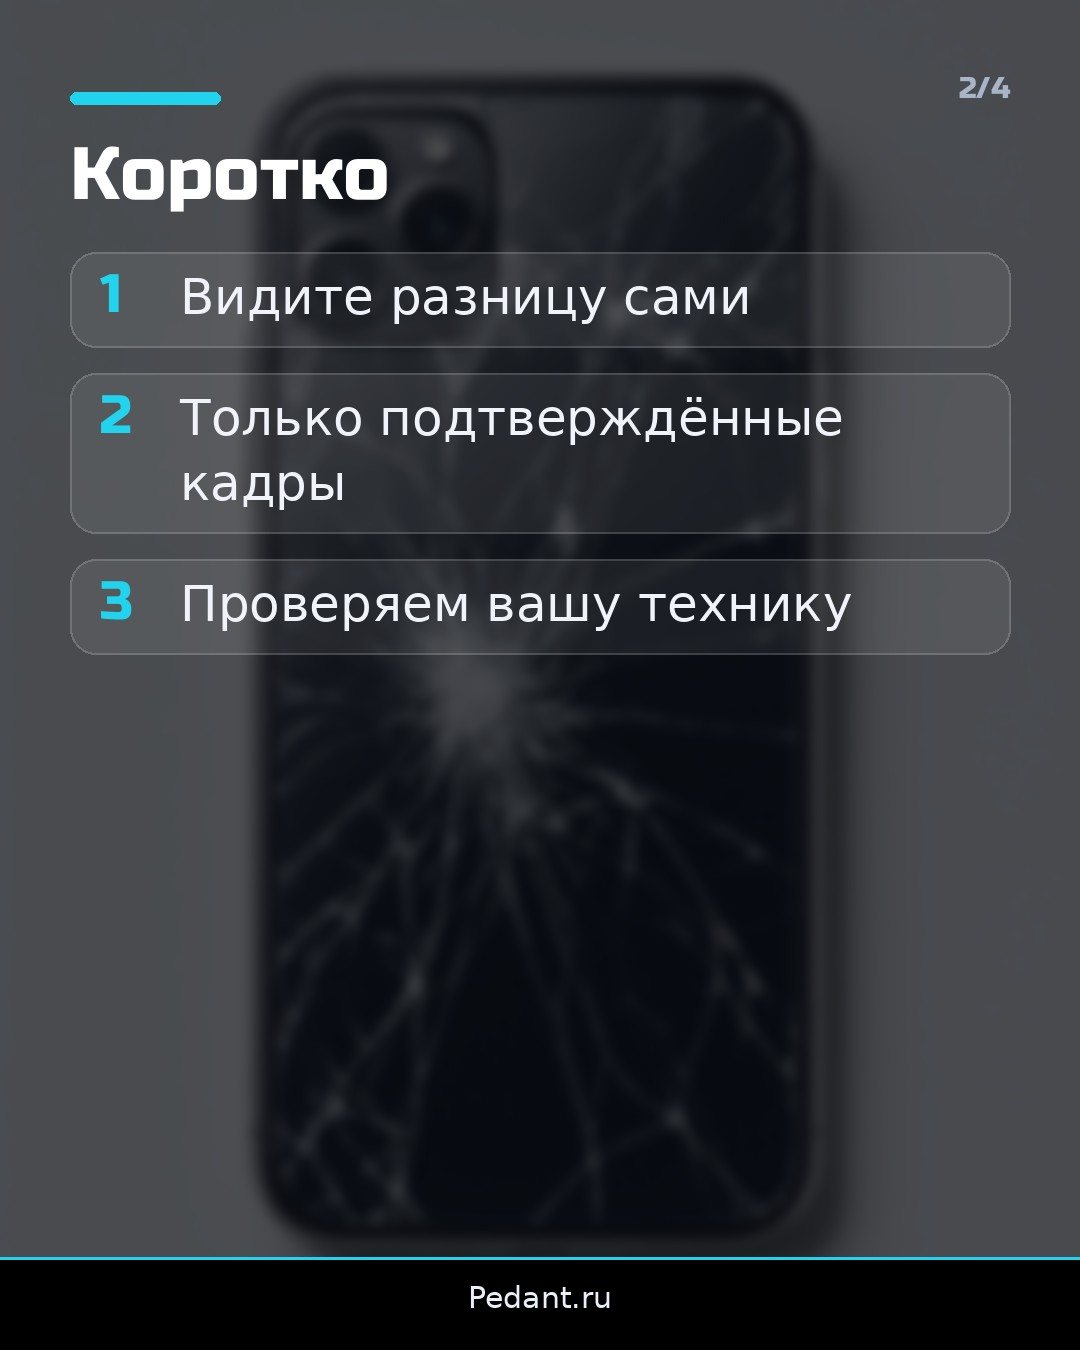 2/4
Коротко
1 Видите разницу сами
2 Только подтверждённые
кадры
3 Проверяем вашу технику
Pedant.ru